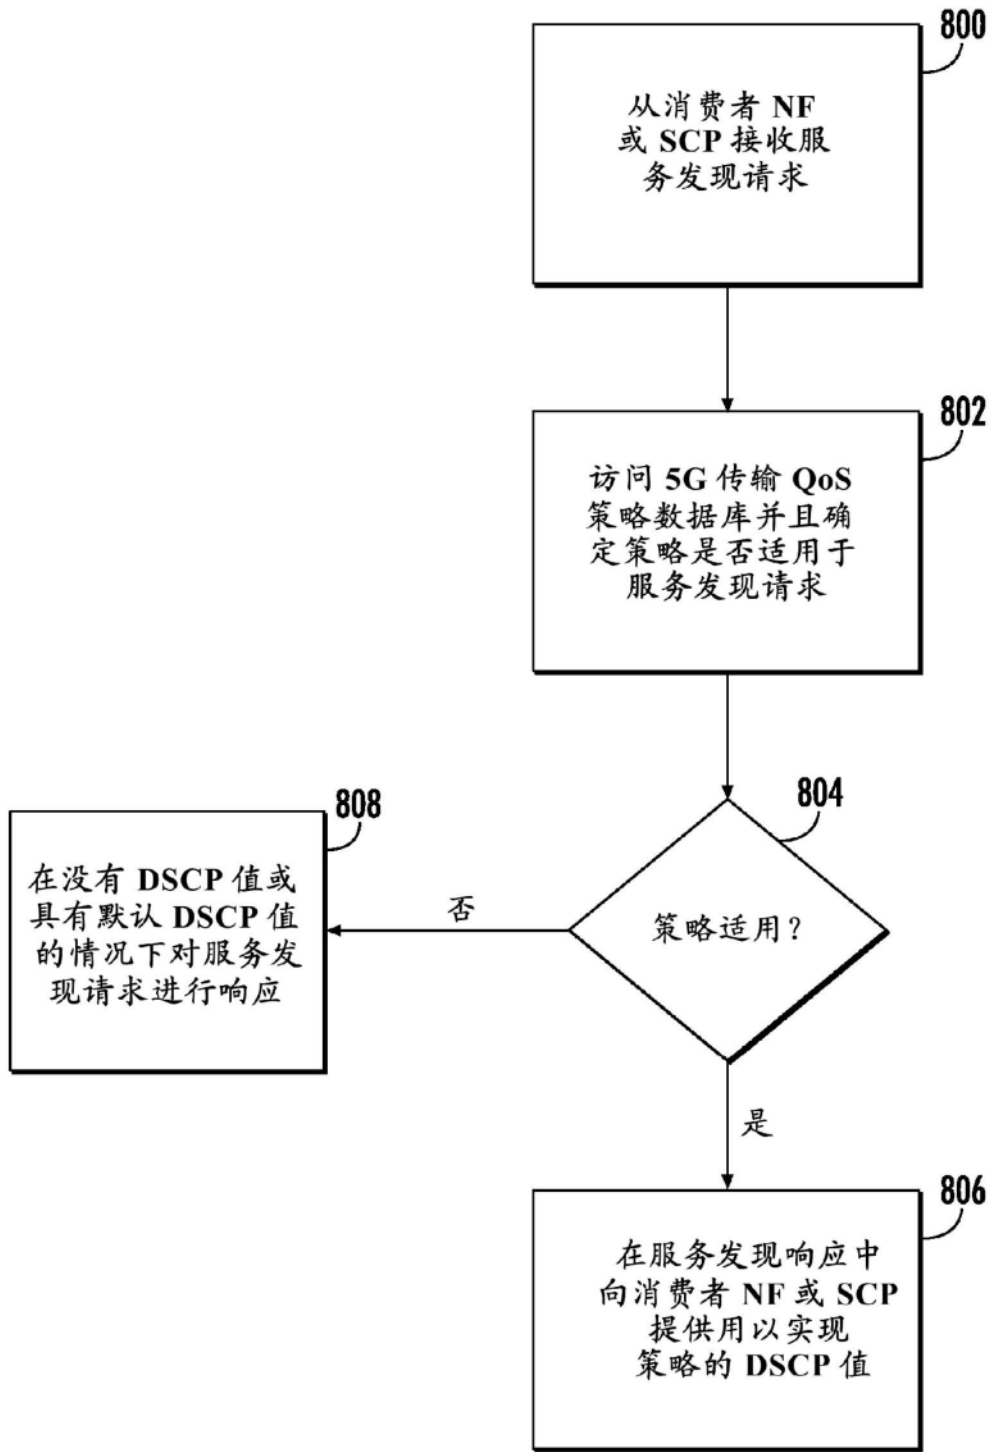 800
从消费者 NF
或 SCP 接收服
务发现请求
802
访问 5G 传输 QoS
策略数据库并且确
定策略是否适用于
服务发现请求
804
策略适用？
808
否
在没有 DSCP 值或
具有默认 DSCP 值
的情况下对服务发
现请求进行响应
是
806
在服务发现响应中
向消费者 NF 或 SCP
提供用以实现
策略的 DSCP 值